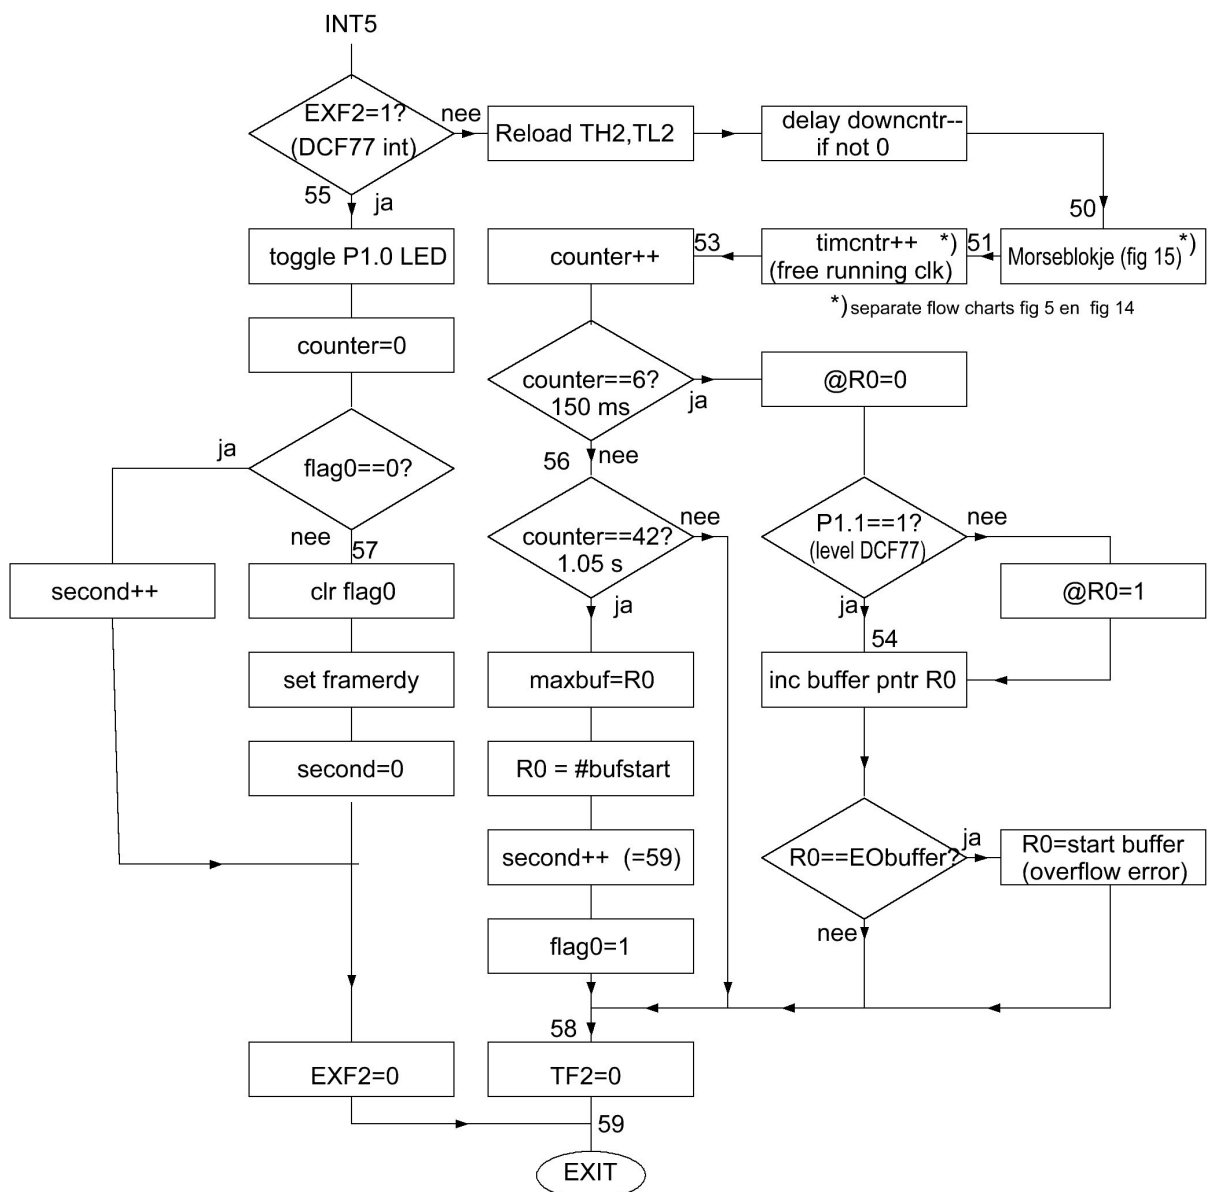 INT5
EXF2=1?
(DCF77 int)
nee
Reload TH2,TL2
delay downcntr--
if not 0
55
ja
50
toggle P1.0 LED
counter++
53
timcntr++ *)
(free running clk)
51
Morseblokje (fig 15)*)
*) separate flow charts fig 5 en fig 14
counter=0
counter==6?
150 ms
ja
@R0=0
ja
flag0==0?
56
nee
nee
57
counter==42?
1.05 s
nee
P1.1==1?
(level DCF77)
nee
second++
clr flag0
ja
ja
@R0=1
54
set framerdy
maxbuf=R0
inc buffer pntr R0
second=0
R0 = #bufstart
second++ (=59)
R0==EObuffer?
ja
R0=start buffer
(overflow error)
flag0=1
nee
58
EXF2=0
TF2=0
59
EXIT